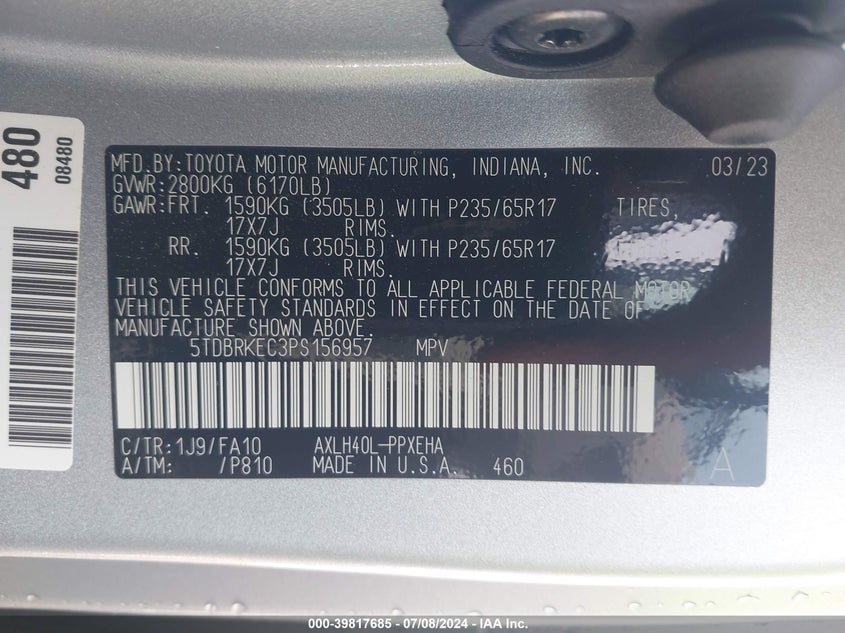 480
08480
MFD.BY:TOYOTA MOTOR MANUFACTURING, INDIANA, INC. 03/23
GVWR:2800KG (6170LB)
GAWR:FRT. 1590KG (3505LB) WITH P235/65R17 TIRES,
17X7J RIMS.
RR. 1590KG (3505LB) WITH P235/65R17
17X7J RIMS.
THIS VEHICLE CONFORMS TO ALL APPLICABLE FEDERAL MOTOR
VEHICLE SAFETY STANDARDS IN EFFECT ON THE DATE OF
MANUFACTURE SHOWN ABOVE.
5TDBRKEC3PS156957 MPV
C/TR:1J9/FA10 AXLH40L-PPXEHA
A/TM: /P810 MADE IN U.S.A. 460 A
000-39817685 - 07/08/2024 - IAA Inc.